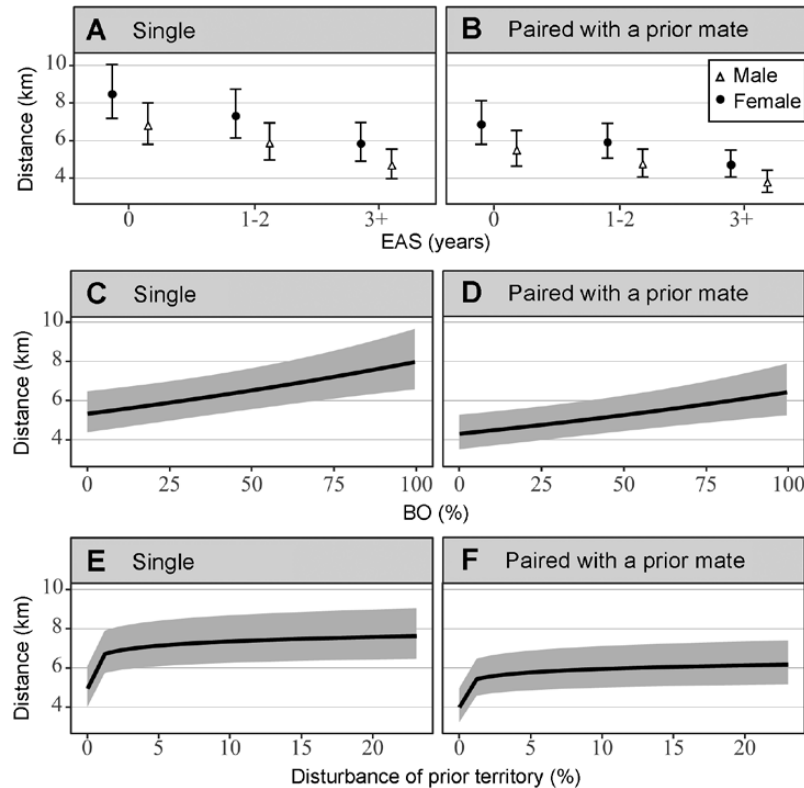 A Single
B Paired with a prior mate
Distance (km)
10
8
6
4
Male
Female
0 1-2 3+
0 1-2 3+
EAS (years)
C Single
D Paired with a prior mate
Distance (km)
10
8
6
4
0 25 50 75 100
0 25 50 75 100
BO (%)
E Single
F Paired with a prior mate
Distance (km)
10
8
6
4
0 5 10 15 20
0 5 10 15 20
Disturbance of prior territory (%)